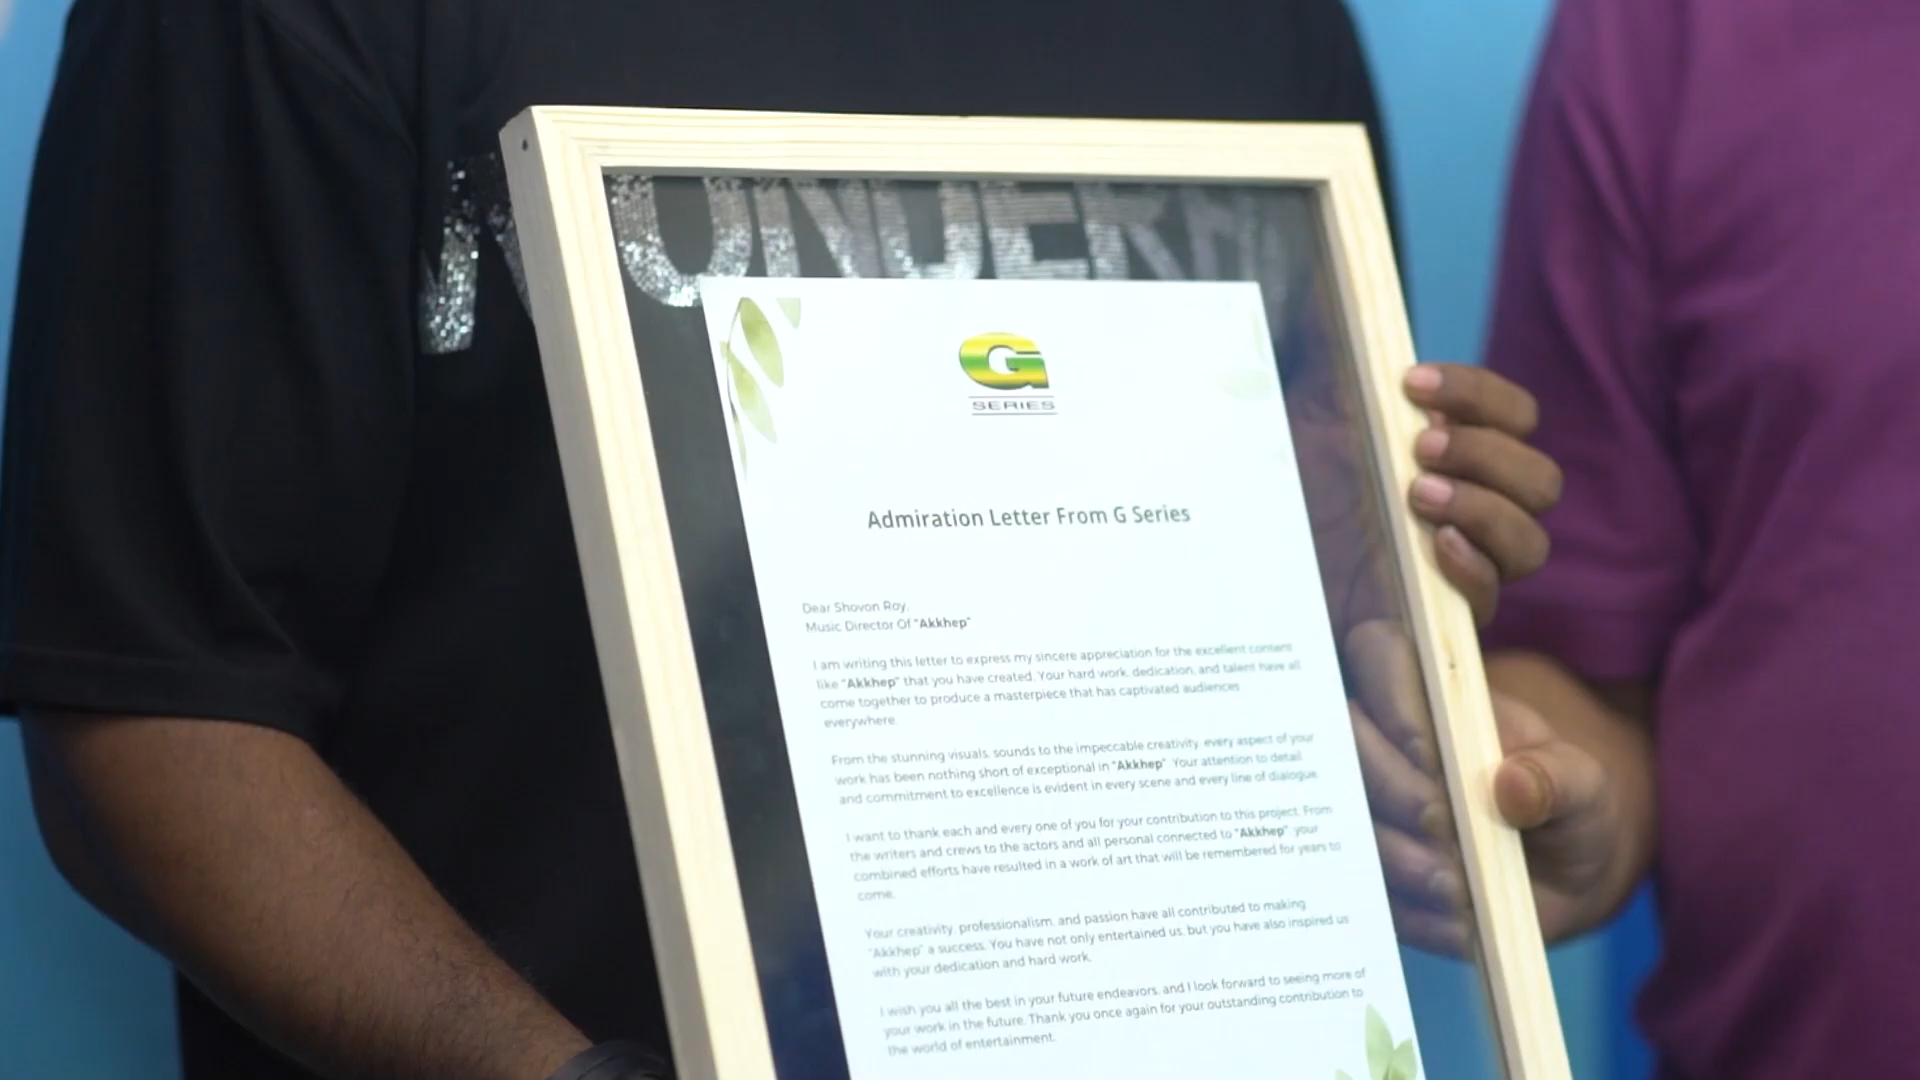 WONDER
G
SERIES
Admiration Letter From G Series
Dear Shovon Roy,
Music Director Of "Akkhep"
I am writing this letter to express my sincere appreciation for the excellent content
like "Akkhep" that you have created. Your hard work, dedication, and talent have all
come together to produce a masterpiece that has captivated audiences
everywhere.
From the stunning visuals, sounds to the impeccable creativity, every aspect of your
work has been nothing short of exceptional in "Akkhep". Your attention to detail
and commitment to excellence is evident in every scene and every line of dialogue.
I want to thank each and every one of you for your contribution to this project. From
the writers and crews to the actors and all personal connected to "Akkhep", your
combined efforts have resulted in a work of art that will be remembered for years to
come.
Your creativity, professionalism, and passion have all contributed to making
"Akkhep" a success. You have not only entertained us, but you have also inspired us
with your dedication and hard work.
I wish you all the best in your future endeavors, and I look forward to seeing more of
your work in the future. Thank you once again for your outstanding contribution to
the world of entertainment.